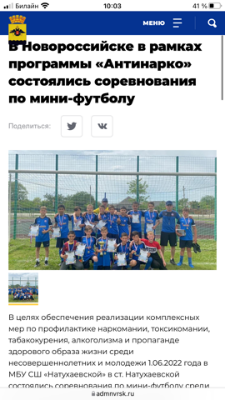 Билайн
10:03
41 %
МЕНЮ
В Новороссийске в рамках
программы «Антинарко»
состоялись соревнования
по мини-футболу
Поделиться:
В целях обеспечения реализации комплексных
мер по профилактике наркомании, токсикомании,
табакокурения, алкоголизма и пропаганде
здорового образа жизни среди
несовершеннолетних и молодежи 1.06.2022 года в
МБУ СШ «Натухаевской» в ст. Натухаевской
состоялись соревнования по мини-футболу среди
admnvrsk.ru